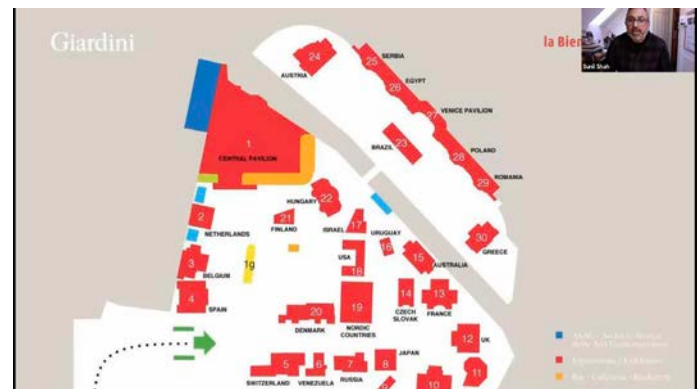 Giardini
la Bien
Sunil Shah
24
AUSTRIA
25
SERBIA
26
EGYPT
27
VENICE PAVILION
28
POLAND
29
ROMANIA
23
BRAZIL
30
GREECE
1
CENTRAL PAVILION
22
HUNGARY
21
FINLAND
17
ISRAEL
16
URUGUAY
15
AUSTRALIA
2
NETHERLANDS
3
BELGIUM
1g
4
SPAIN
USA
18
20
DENMARK
19
NORDIC
COUNTRIES
14
CZECH
SLOVAK
13
FRANCE
12
UK
5
SWITZERLAND
6
VENEZUELA
7
RUSSIA
JAPAN
8
9
10
11